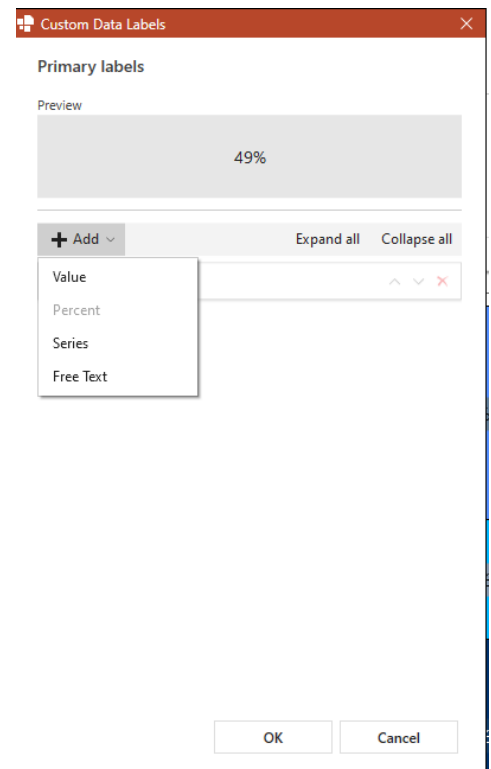 Custom Data Labels
Primary labels
Preview
49%
Add
Expand all Collapse all
Value
Percent
Series
Free Text
OK Cancel